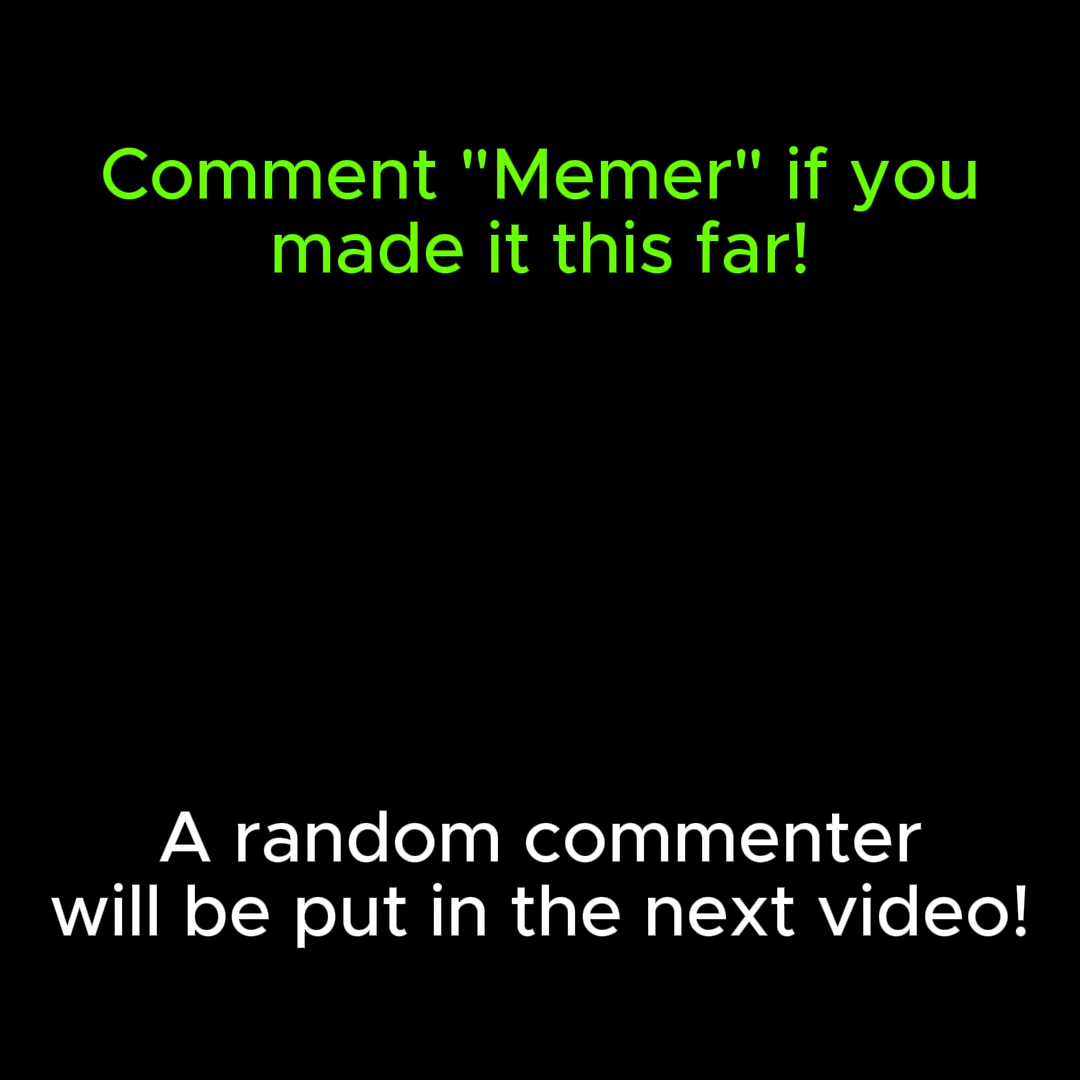 Comment "Memer" if you
made it this far!
A random commenter
will be put in the next video!